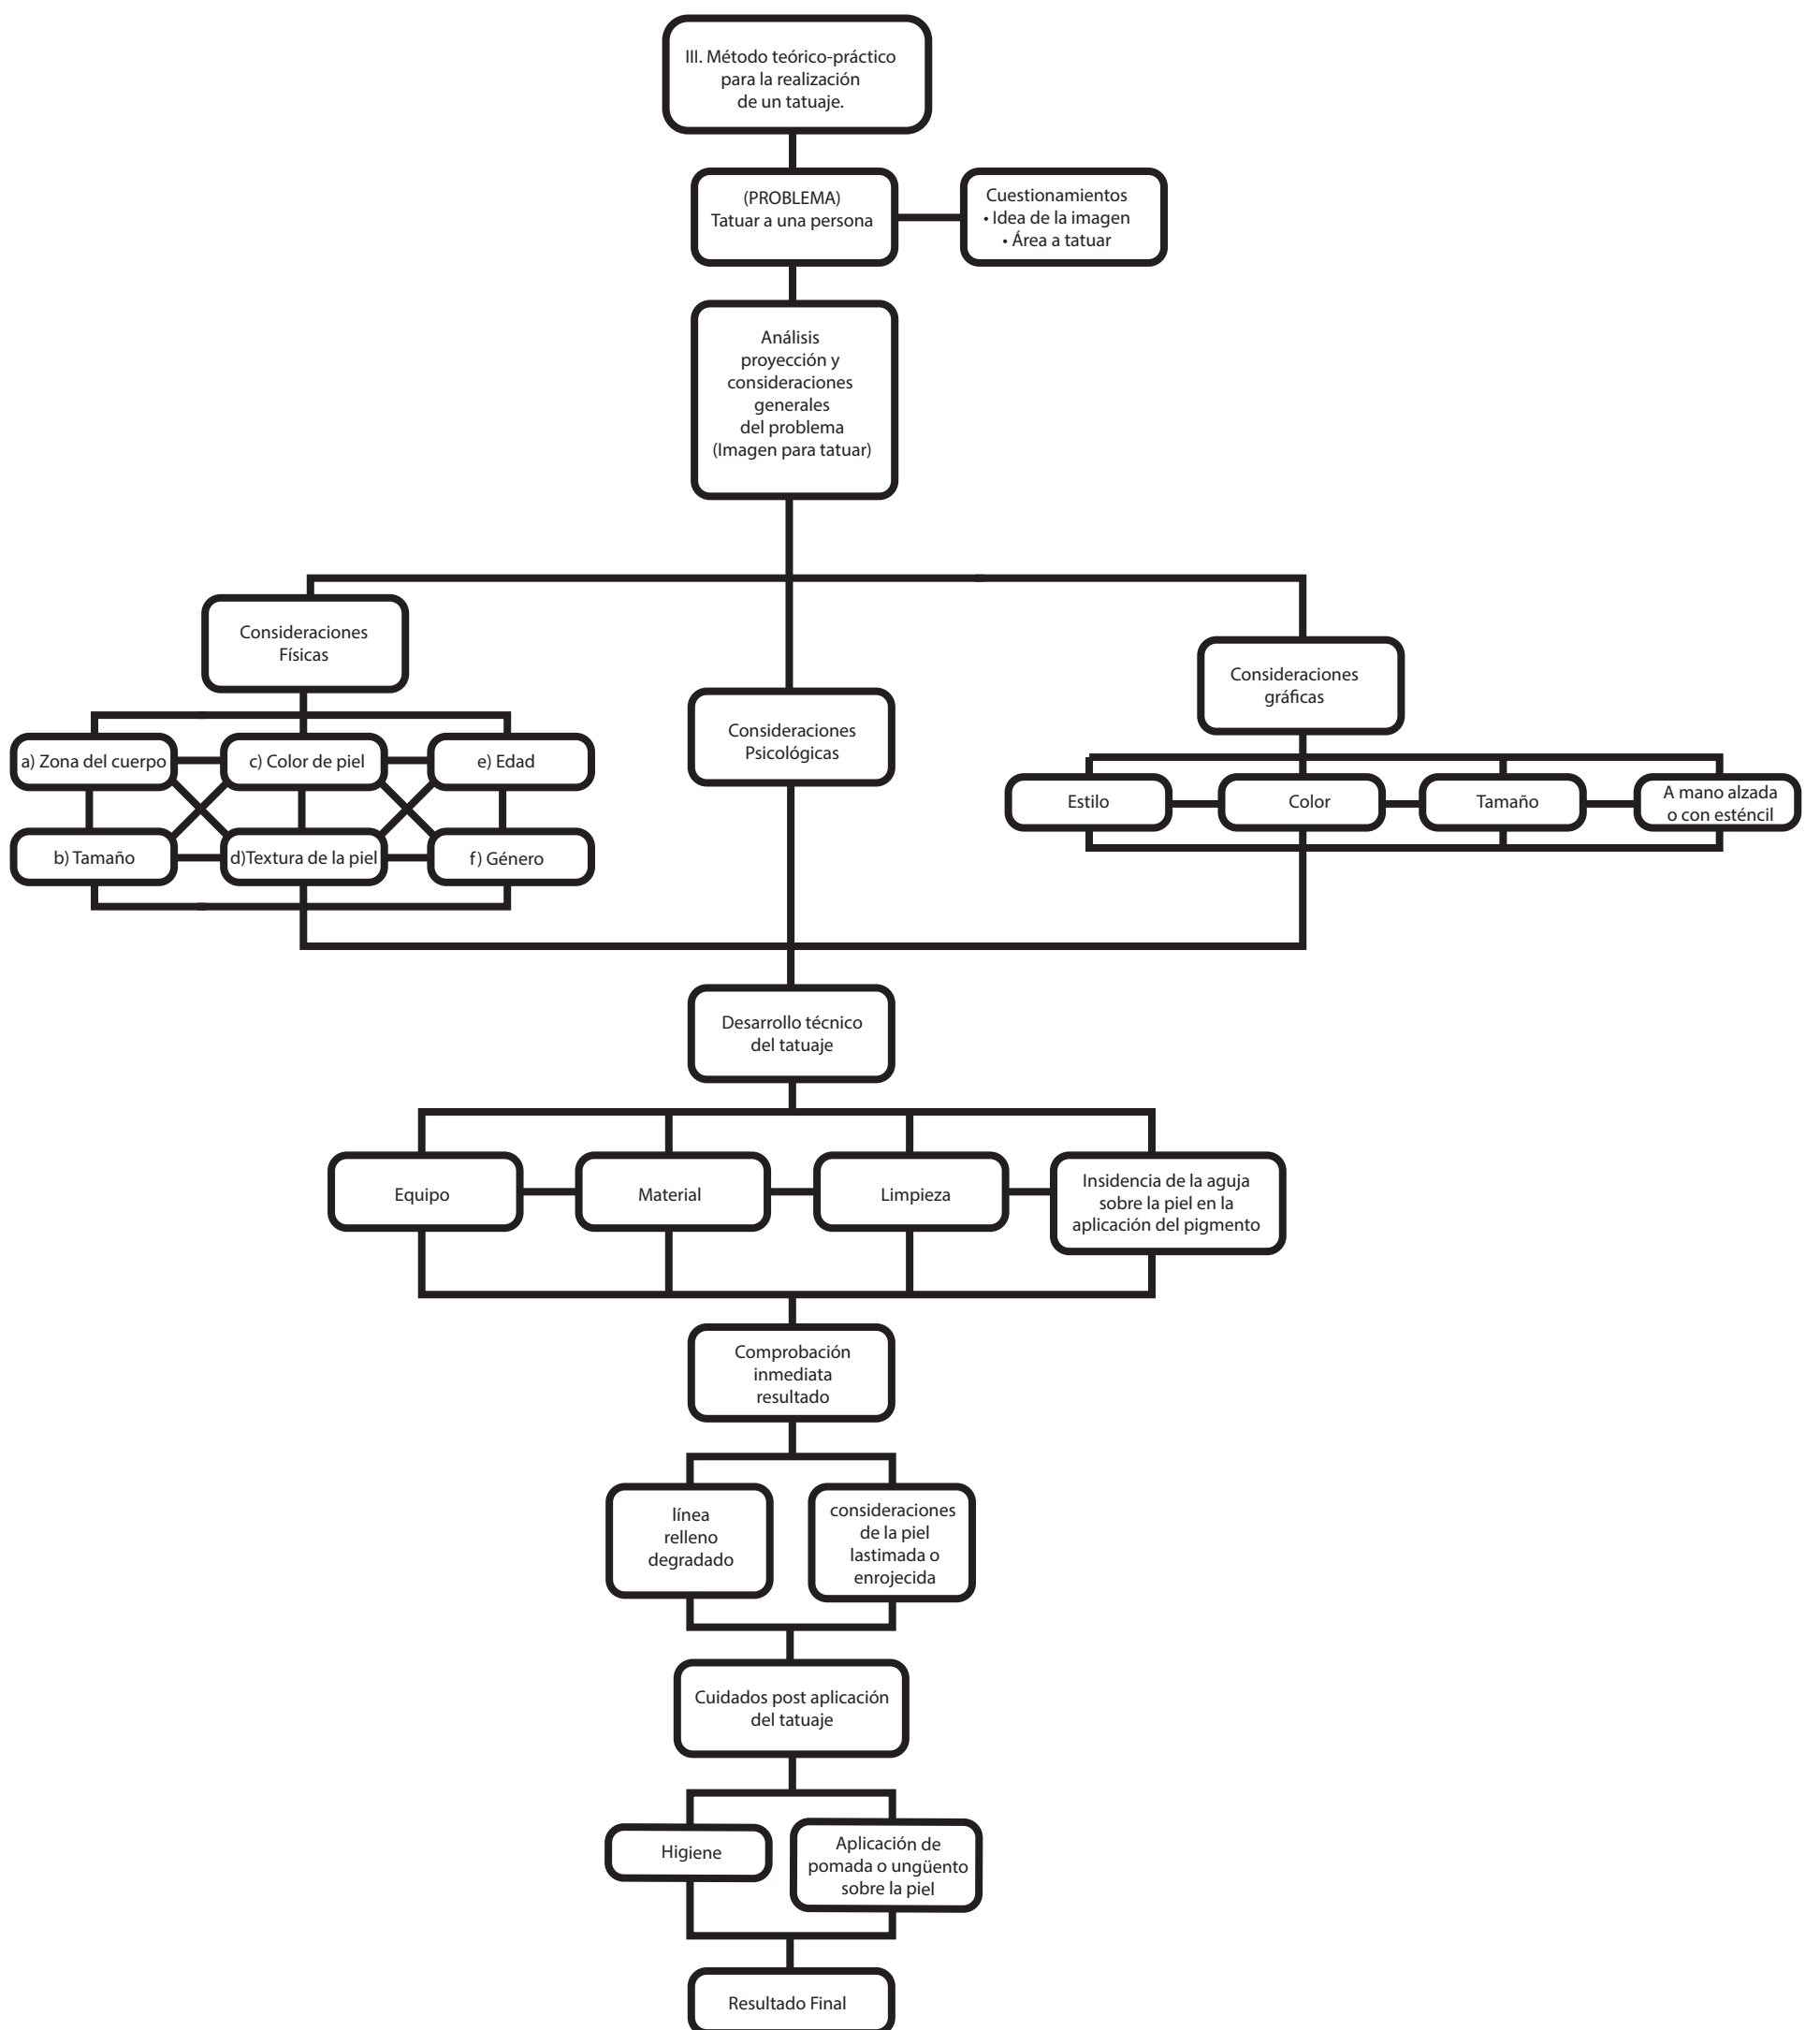 III. Método teórico-práctico
para la realización
de un tatuaje.
(PROBLEMA)
Tatuar a una persona
Cuestionamientos
• Idea de la imagen
• Área a tatuar
Análisis
proyección y
consideraciones
generales
del problema
(Imagen para tatuar)
Consideraciones
Físicas
Consideraciones
Psicológicas
Consideraciones
gráficas
a) Zona del cuerpo
c) Color de piel
e) Edad
b) Tamaño
d)Textura de la piel
f) Género
Estilo
Color
Tamaño
A mano alzada
o con esténcil
Desarrollo técnico
del tatuaje
Equipo
Material
Limpieza
Insidencia de la aguja
sobre la piel en la
aplicación del pigmento
Comprobación
inmediata
resultado
línea
relleno
degradado
consideraciones
de la piel
lastimada o
enrojecida
Cuidados post aplicación
del tatuaje
Higiene
Aplicación de
pomada o ungüento
sobre la piel
Resultado Final